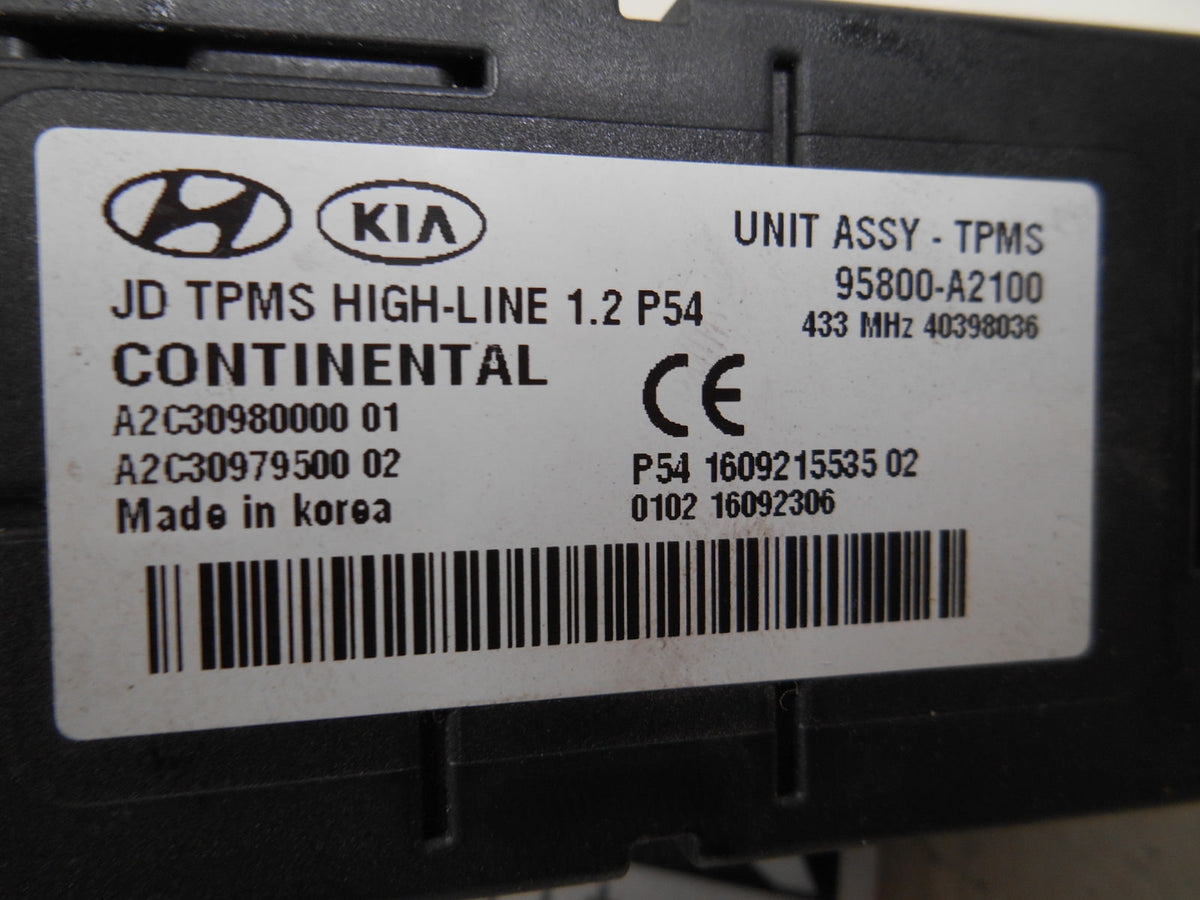 KIA
UNIT ASSY - TPMS
JD TPMS HIGH-LINE 1.2 P54
95800-A2100
433 MHz 40398036
CONTINENTAL
CE
A2C30980000 01
A2C30979500 02
P54 1609215535 02
Made in korea
0102 16092306